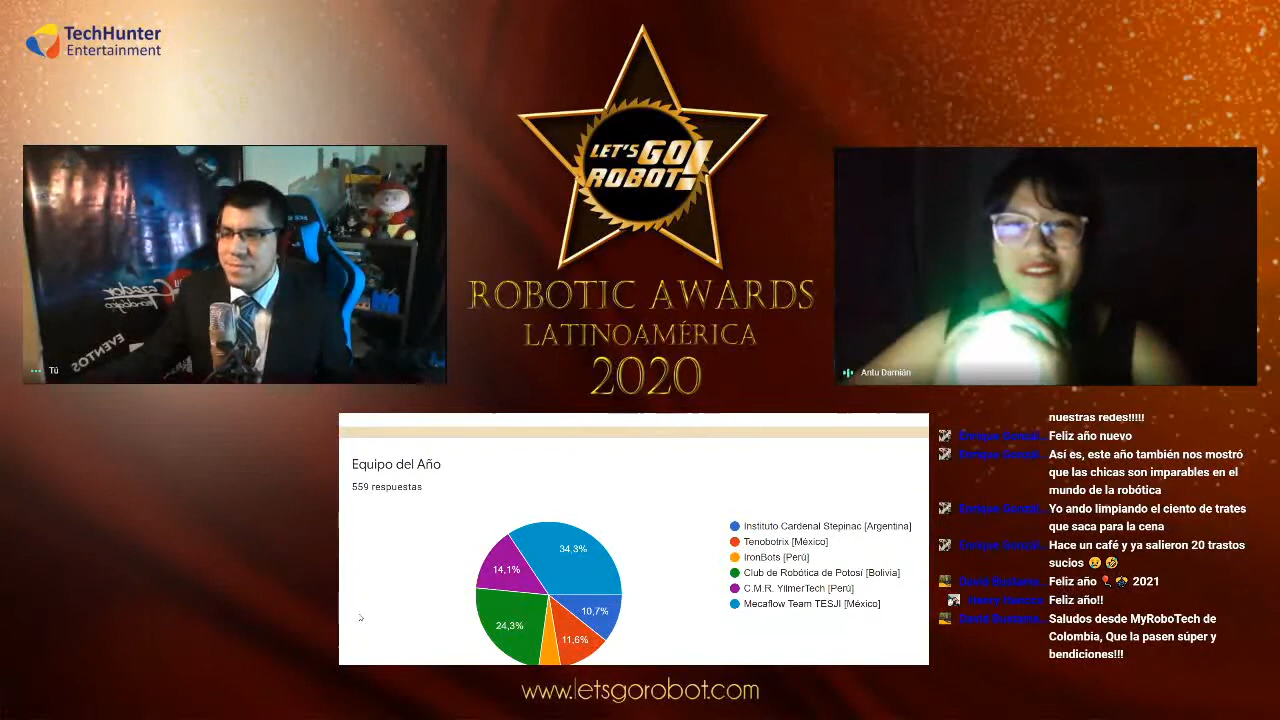 TechHunter
Entertainment
LET'S GO
ROBOT!
ROBOTIC AWARDS
LATINOAMÉRICA
2020
EVENTOS
Tú
Antu Damián
Equipo del Año
559 respuestas
34,3%
14,1%
10,7%
24,3%
11,6%
Instituto Cardenal Stepinac [Argentina]
Tenobotrix [México]
IronBots [Perú]
Club de Robótica de Potosí [Bolivia]
C.M.R. YilmerTech [Perú]
Mecaflow Team TESJI [México]
nuestras redes!!!!!
Feliz año nuevo
Así es, este año también nos mostró
que las chicas son imparables en el
mundo de la robótica
Yo ando limpiando el ciento de trates
que saca para la cena
Hace un café y ya salieron 20 trastos
sucios 😢 🤣
Feliz año 🎈 🎊 2021
Feliz año!!
Saludos desde MyRoboTech de
Colombia, Que la pasen súper y
bendiciones!!!
www.letsgorobot.com